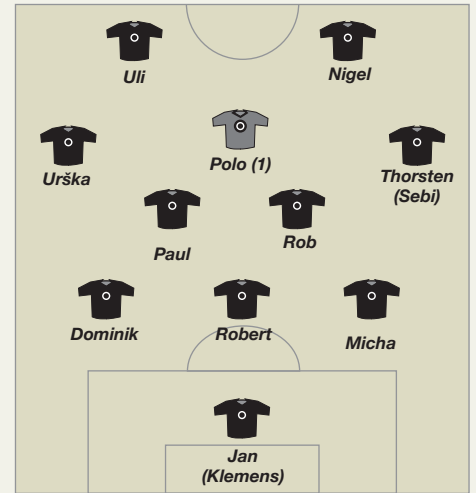 Uli
Nigel
Polo (1)
Urška
Thorsten
(Sebi)
Paul
Rob
Dominik
Robert
Micha
Jan
(Klemens)